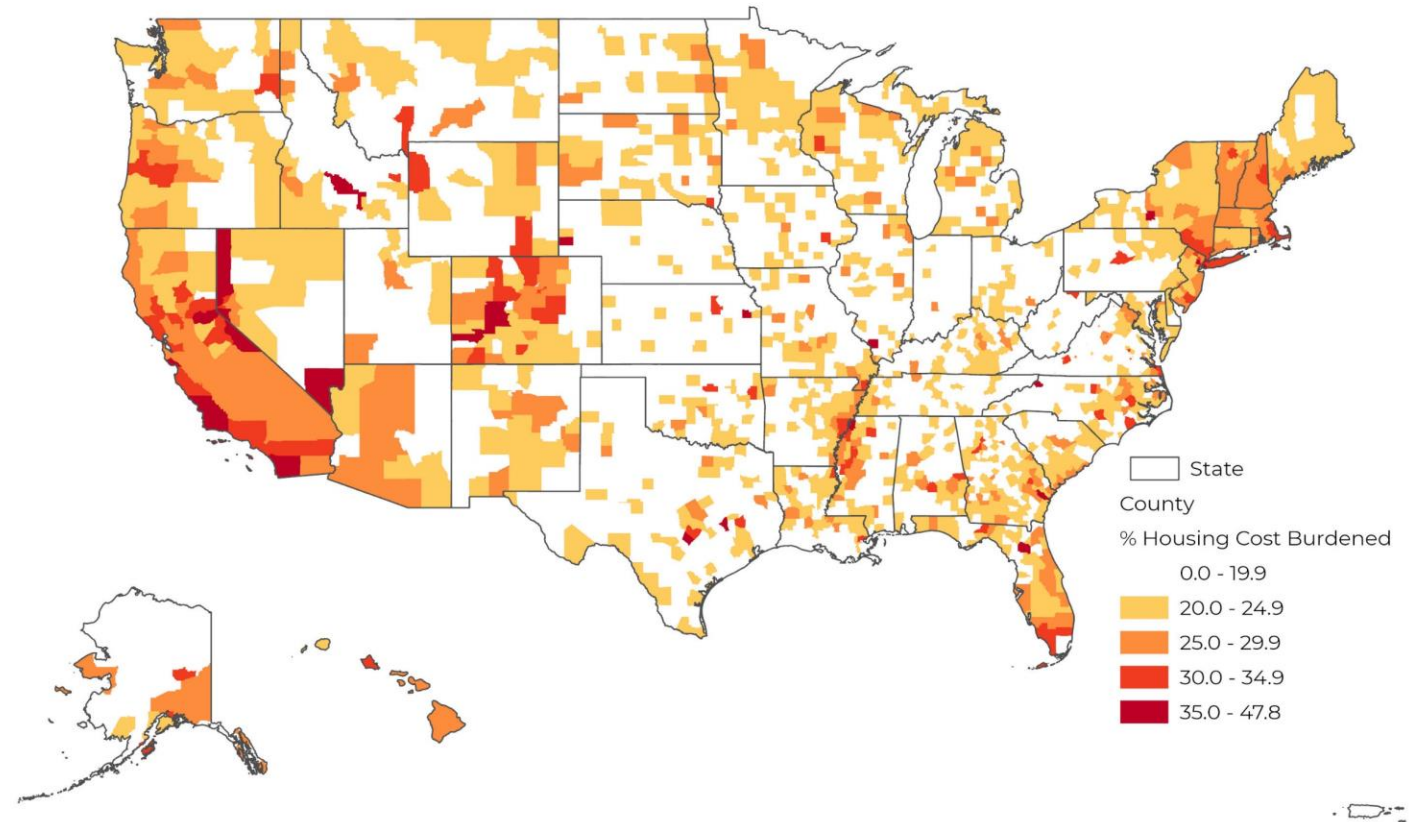 State
County
% Housing Cost Burdened
0.0 - 19.9
20.0 - 24.9
25.0 - 29.9
30.0 - 34.9
35.0 - 47.8